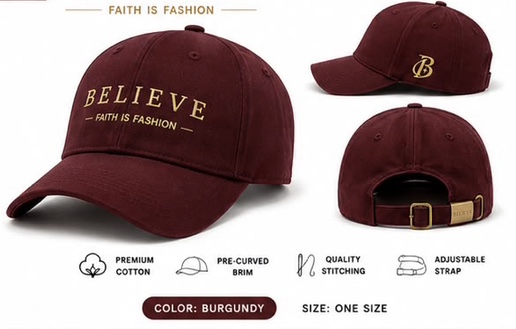 FAITH IS FASHION
BELIEVE
FAITH IS FASHION
B
BELIEVE
PREMIUM
COTTON
PRE-CURVED
BRIM
QUALITY
STITCHING
ADJUSTABLE
STRAP
COLOR: BURGUNDY
SIZE: ONE SIZE